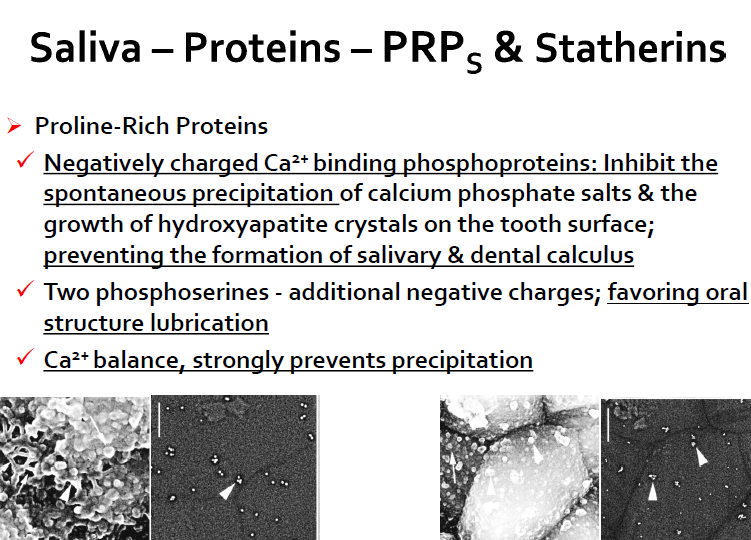 Saliva – Proteins – PRPS & Statherins
Proline-Rich Proteins
Negatively charged Ca²⁺ binding phosphoproteins: Inhibit the
spontaneous precipitation of calcium phosphate salts & the
growth of hydroxyapatite crystals on the tooth surface;
preventing the formation of salivary & dental calculus
Two phosphoserines - additional negative charges; favoring oral
structure lubrication
Ca²⁺ balance, strongly prevents precipitation